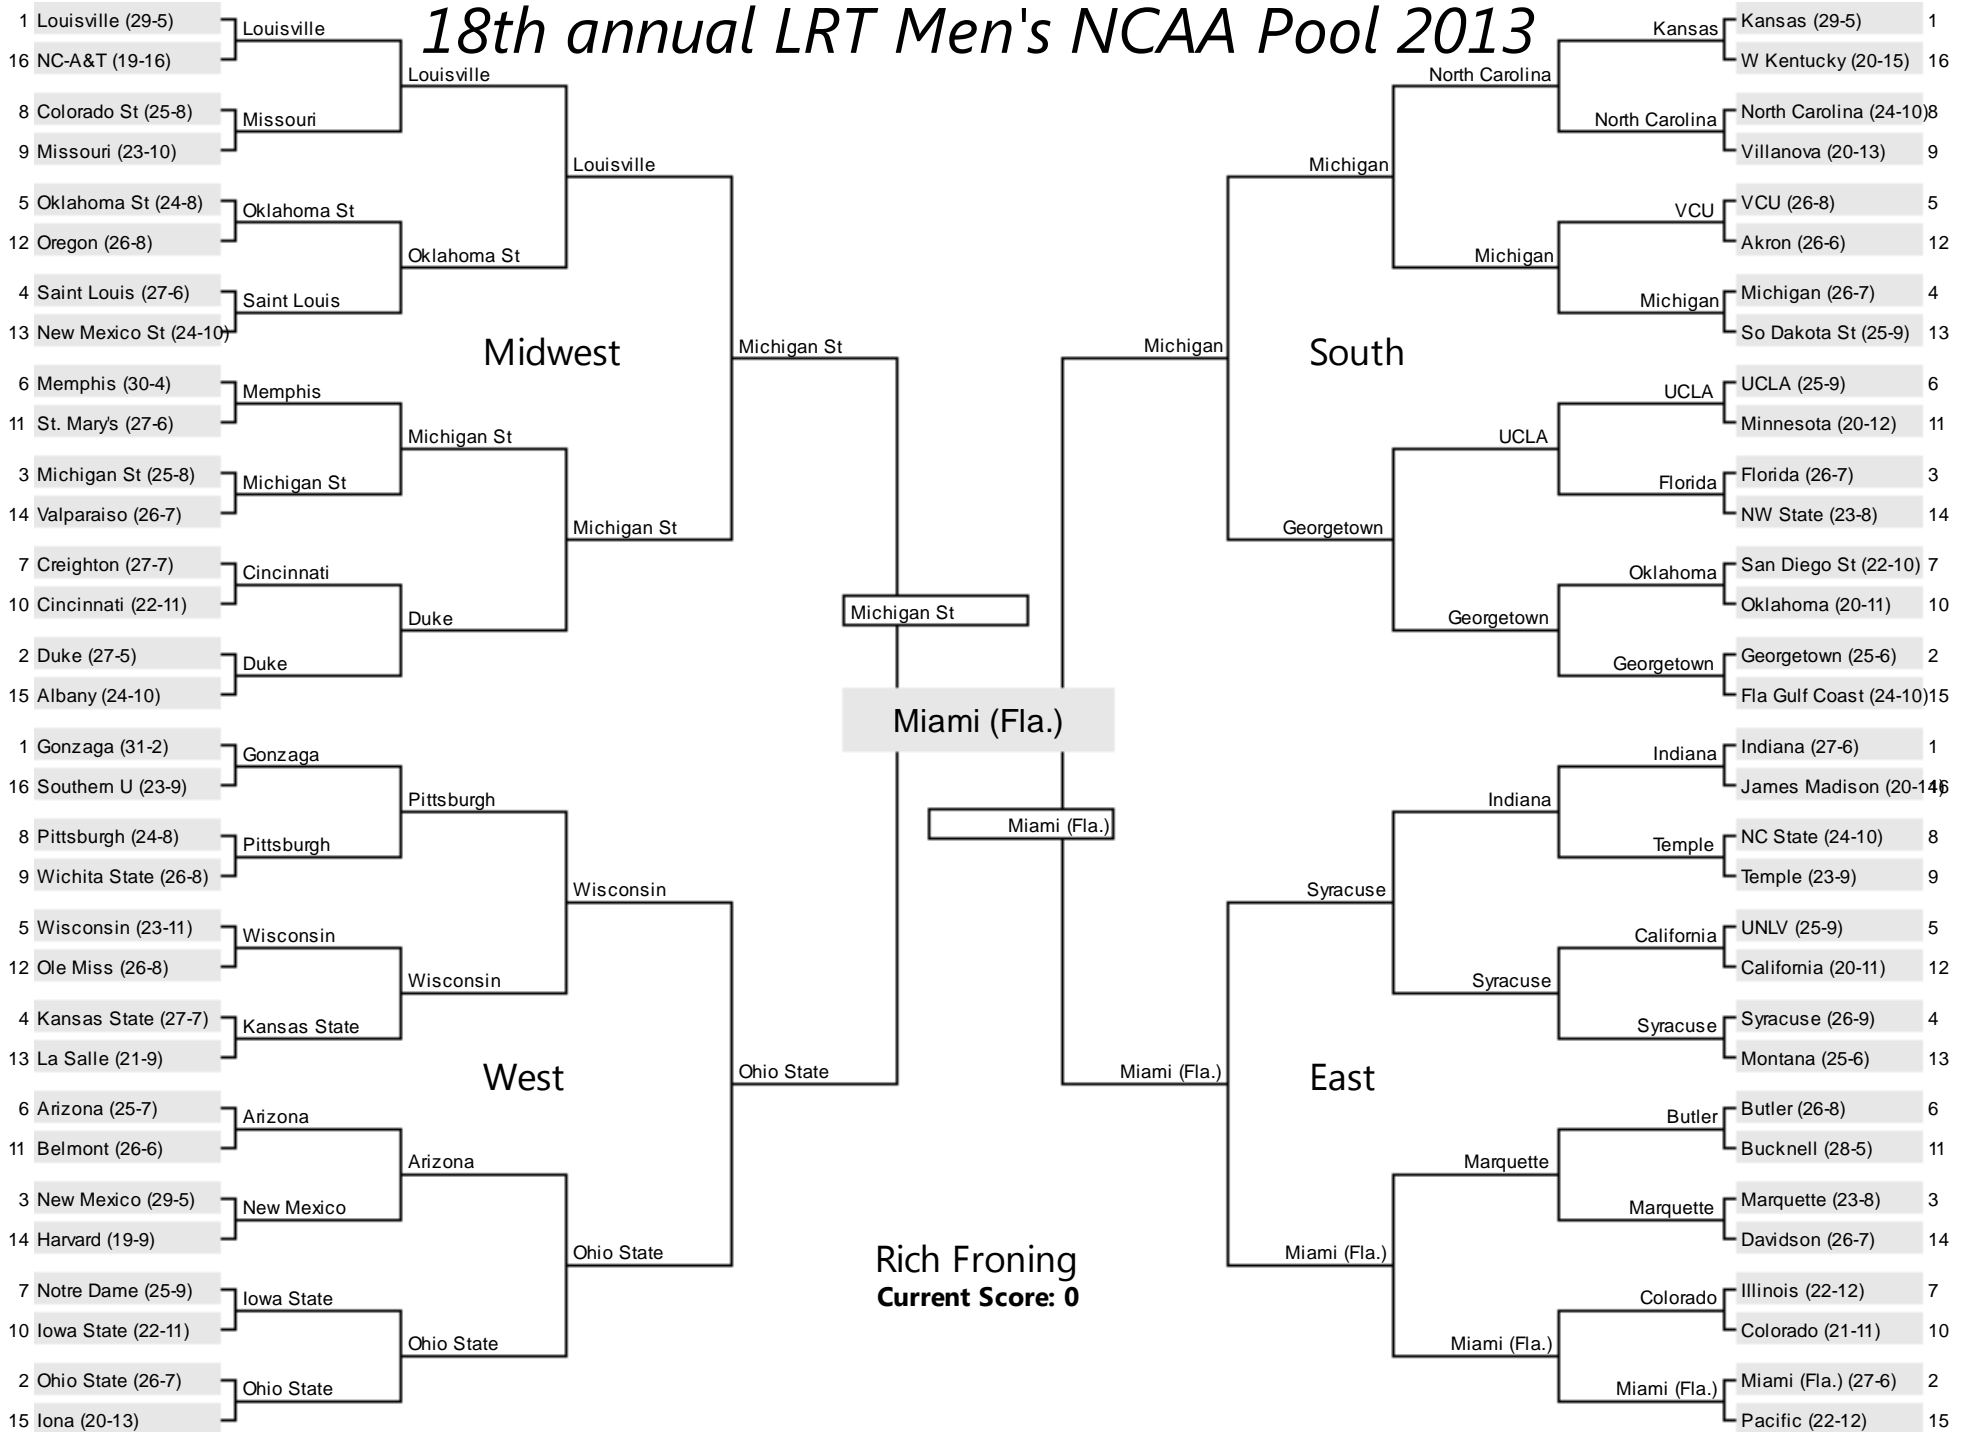 18th annual LRT Men's NCAA Pool 2013
1 Louisville (29-5)
16 NC-A&T (19-16)
8 Colorado St (25-8)
9 Missouri (23-10)
5 Oklahoma St (24-8)
12 Oregon (26-8)
4 Saint Louis (27-6)
13 New Mexico St (24-10)
6 Memphis (30-4)
11 St. Mary's (27-6)
3 Michigan St (25-8)
14 Valparaiso (26-7)
7 Creighton (27-7)
10 Cincinnati (22-11)
2 Duke (27-5)
15 Albany (24-10)
1 Gonzaga (31-2)
16 Southern U (23-9)
8 Pittsburgh (24-8)
9 Wichita State (26-8)
5 Wisconsin (23-11)
12 Ole Miss (26-8)
4 Kansas State (27-7)
13 La Salle (21-9)
6 Arizona (25-7)
11 Belmont (26-6)
3 New Mexico (29-5)
14 Harvard (19-9)
7 Notre Dame (25-9)
10 Iowa State (22-11)
2 Ohio State (26-7)
15 Iona (20-13)
Louisville
Missouri
Oklahoma St
Saint Louis
Memphis
Michigan St
Cincinnati
Duke
Gonzaga
Pittsburgh
Wisconsin
Kansas State
Arizona
New Mexico
Iowa State
Ohio State
Louisville
Oklahoma St
Michigan St
Duke
Pittsburgh
Wisconsin
Arizona
Ohio State
Louisville
Michigan St
Wisconsin
Ohio State
Midwest
West
Michigan St
Ohio State
Michigan St
Miami (Fla.)
Miami (Fla.)
Rich Froning
Current Score: 0
Michigan
Miami (Fla.)
South
East
Michigan
Georgetown
Syracuse
Miami (Fla.)
North Carolina
Michigan
UCLA
Georgetown
Indiana
Syracuse
Marquette
Miami (Fla.)
Kansas
North Carolina
VCU
Michigan
UCLA
Florida
Oklahoma
Georgetown
Indiana
Temple
California
Syracuse
Butler
Marquette
Colorado
Miami (Fla.)
Kansas (29-5) 1
W Kentucky (20-15) 16
North Carolina (24-10) 8
Villanova (20-13) 9
VCU (26-8) 5
Akron (26-6) 12
Michigan (26-7) 4
So Dakota St (25-9) 13
UCLA (25-9) 6
Minnesota (20-12) 11
Florida (26-7) 3
NW State (23-8) 14
San Diego St (22-10) 7
Oklahoma (20-11) 10
Georgetown (25-6) 2
Fla Gulf Coast (24-10) 15
Indiana (27-6) 1
James Madison (20-14) 16
NC State (24-10) 8
Temple (23-9) 9
UNLV (25-9) 5
California (20-11) 12
Syracuse (26-9) 4
Montana (25-6) 13
Butler (26-8) 6
Bucknell (28-5) 11
Marquette (23-8) 3
Davidson (26-7) 14
Illinois (22-12) 7
Colorado (21-11) 10
Miami (Fla.) (27-6) 2
Pacific (22-12) 15